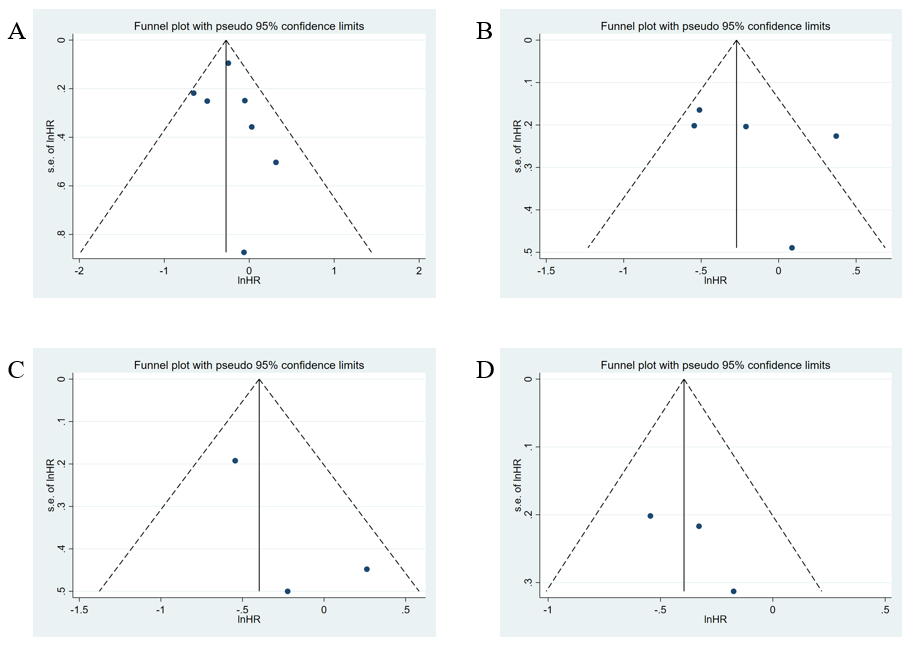 A
Funnel plot with pseudo 95% confidence limits
s.e. of lnHR
0
.2
.4
.6
.8
-2
-1
0
1
2
lnHR
B
Funnel plot with pseudo 95% confidence limits
s.e. of lnHR
0
.1
.2
.3
.4
.5
-1.5
-1
-.5
0
.5
lnHR
C
Funnel plot with pseudo 95% confidence limits
s.e. of lnHR
0
.1
.2
.3
.4
.5
-1.5
-1
-.5
0
.5
lnHR
D
Funnel plot with pseudo 95% confidence limits
s.e. of lnHR
0
.1
.2
.3
-1
-.5
0
.5
lnHR